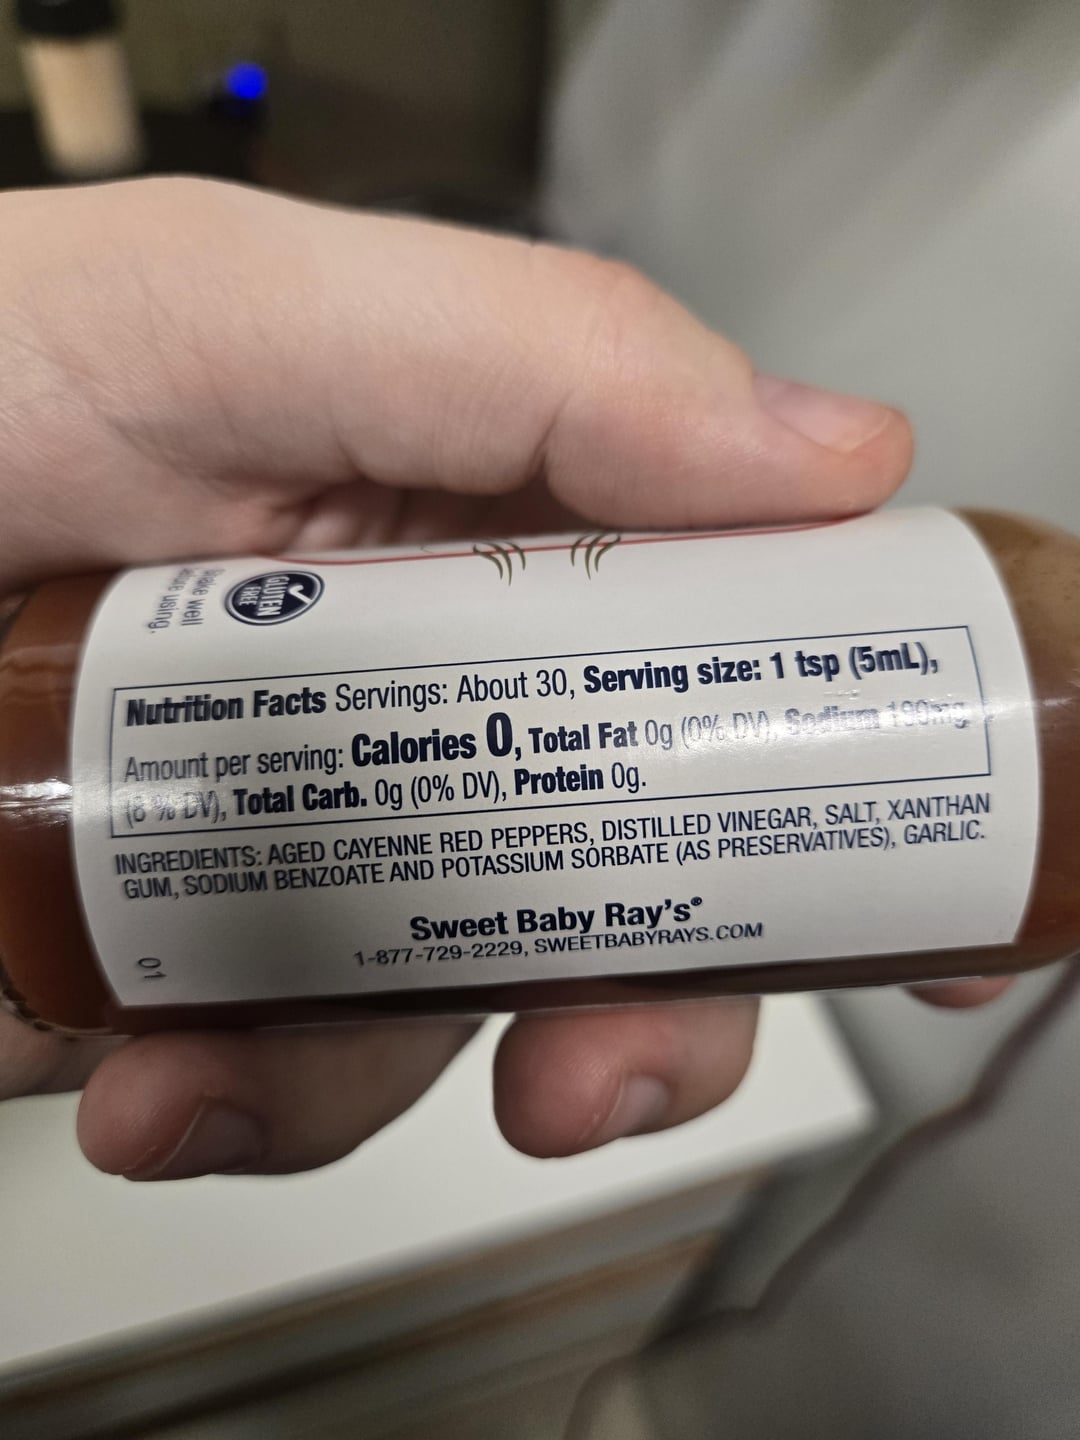 Shake well
before using.
GLUTEN
FREE
Nutrition Facts Servings: About 30, Serving size: 1 tsp (5mL),
Amount per serving: Calories 0, Total Fat 0g (0% DV), Sodium 190mg
(8 % DV), Total Carb. 0g (0% DV), Protein 0g.
INGREDIENTS: AGED CAYENNE RED PEPPERS, DISTILLED VINEGAR, SALT, XANTHAN
GUM, SODIUM BENZOATE AND POTASSIUM SORBATE (AS PRESERVATIVES), GARLIC.
Sweet Baby Ray's®
1-877-729-2229, SWEETBABYRAYS.COM
01